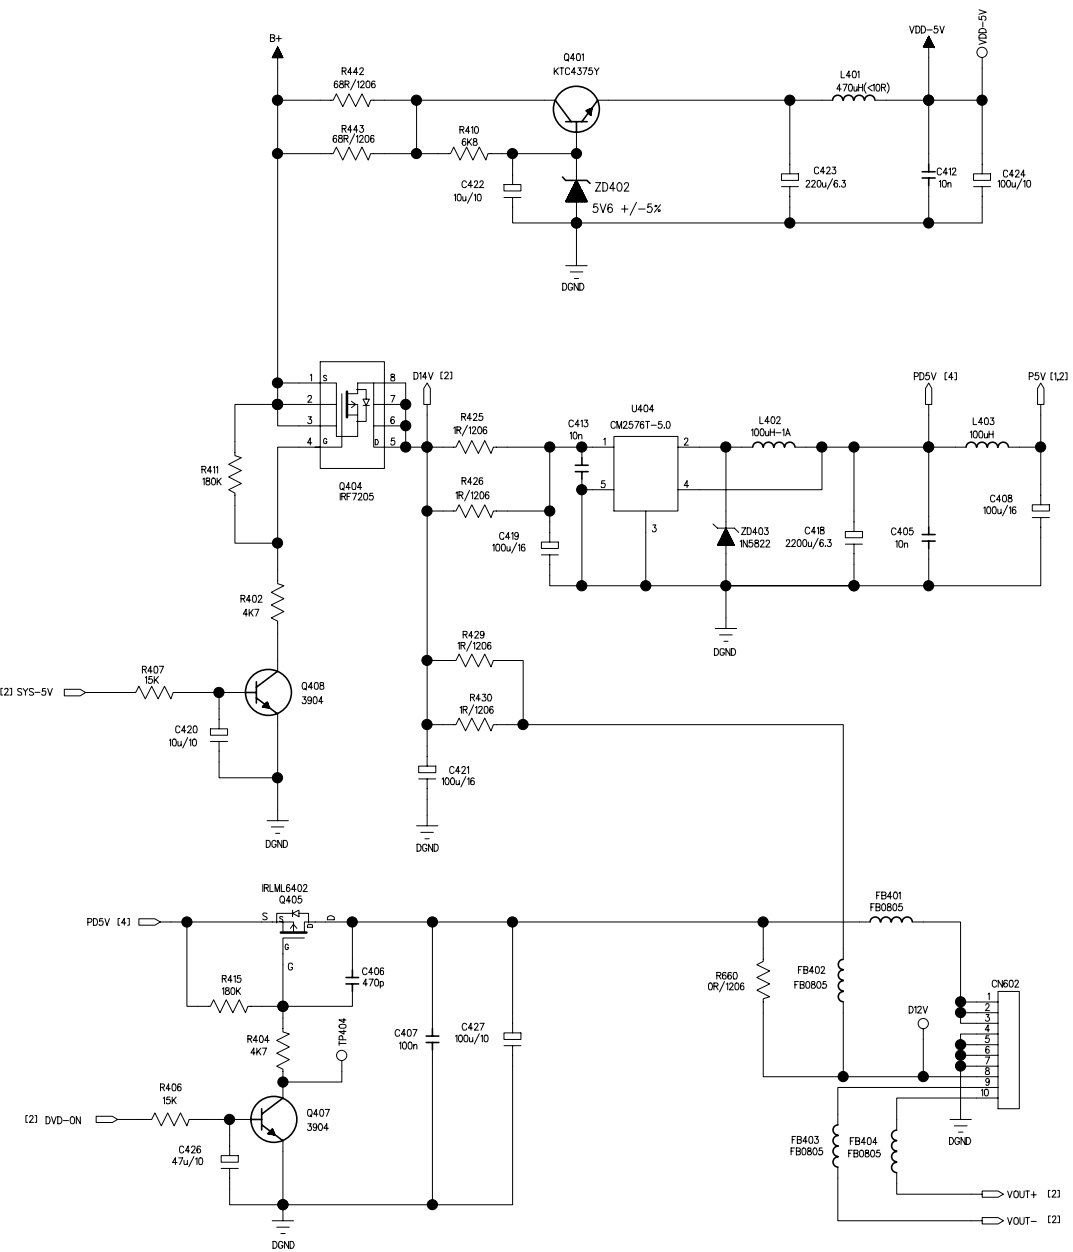 B+
R442
68R/1206
R443
68R/1206
R410
6K8
C422
10u/10
Q401
KTC4375Y
ZD402
5V6 +/-5%
DGND
L401
470uH(<10R)
VDD-5V
VDD-5V
C423
220u/6.3
C412
10n
C424
100u/10
1 S
2
3
4 G
8
7
6
D 5
Q404
IRF7205
D14V [2]
R411
180K
R425
1R/1206
R426
1R/1206
C413
10n
C419
100u/16
U404
CM2576T-5.0
1
5
2
4
3
L402
100uH-1A
ZD403
1N5822
C418
2200u/6.3
C405
10n
PD5V [4]
L403
100uH
P5V [1,2]
C408
100u/16
DGND
R402
4K7
[2] SYS-5V
R407
15K
Q408
3904
C420
10u/10
DGND
R429
1R/1206
R430
1R/1206
C421
100u/16
DGND
PD5V [4]
IRLML6402
Q405
S
S
D
D
G
G
R415
180K
C406
470p
R404
4K7
TP404
C407
100n
C427
100u/10
[2] DVD-ON
R406
15K
Q407
3904
C426
47u/10
DGND
FB401
FB0805
R660
0R/1206
FB402
FB0805
D12V
CN602
1
2
3
4
5
6
7
8
9
10
DGND
FB403
FB0805
FB404
FB0805
VOUT+ [2]
VOUT- [2]